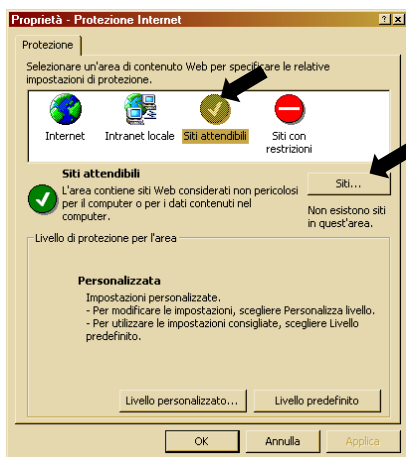 Proprietà - Protezione Internet
Protezione
Selezionare un'area di contenuto Web per specificare le relative
impostazioni di protezione.
Internet
Intranet locale
Siti attendibili
Siti con
restrizioni
Siti attendibili
L'area contiene siti Web considerati non pericolosi
per il computer o per i dati contenuti nel
computer.
Siti...
Non esistono siti
in quest'area.
Livello di protezione per l'area
Personalizzata
Impostazioni personalizzate.
- Per modificare le impostazioni, scegliere Personalizza livello.
- Per utilizzare le impostazioni consigliate, scegliere Livello
predefinito.
Livello personalizzato...
Livello predefinito
OK
Annulla
Applica